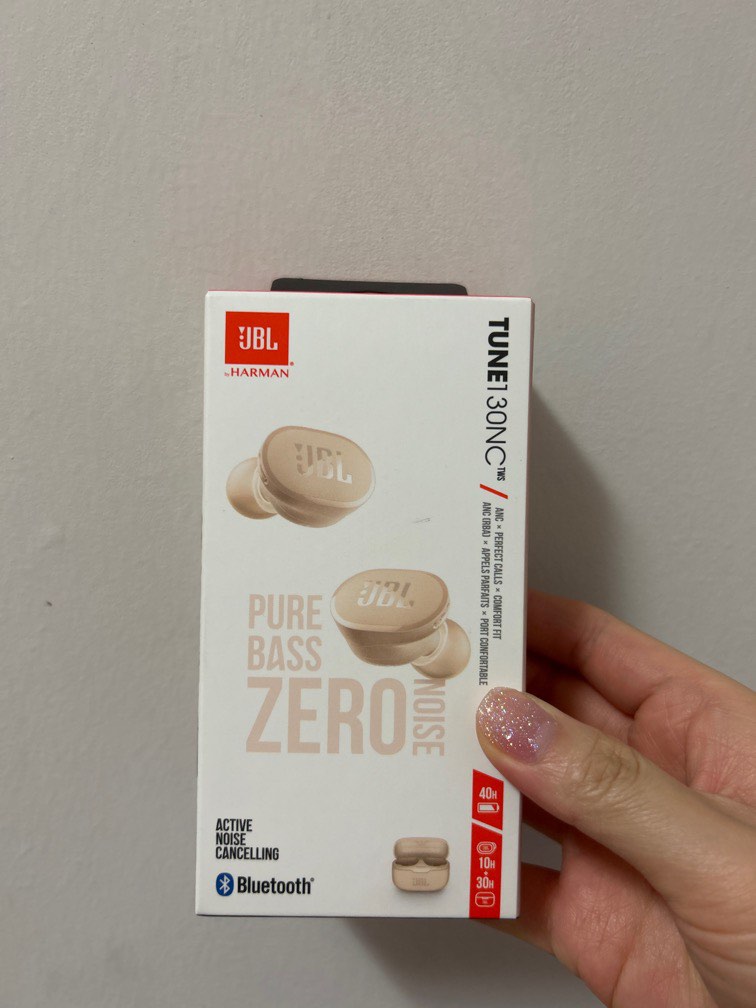 JBL
by HARMAN
TUNE130NC TWS
ANC × PERFECT CALLS × COMFORT FIT
ANC (RBA) × APPELS PARFAITS × PORT CONFORTABLE
JBL
JBL
PURE
BASS
ZERO
NOISE
ACTIVE
NOISE
CANCELLING
Bluetooth®
JBL
40H
10H
+
30H